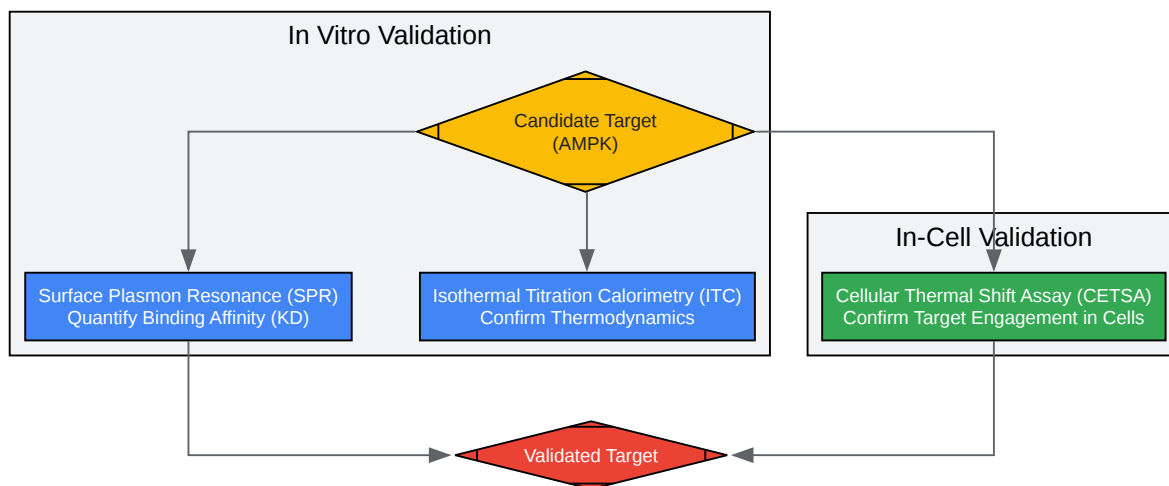 In Vitro Validation
Candidate Target
(AMPK)
In-Cell Validation
Surface Plasmon Resonance (SPR)
Quantify Binding Affinity (KD)
Isothermal Titration Calorimetry (ITC)
Confirm Thermodynamics
Cellular Thermal Shift Assay (CETSA)
Confirm Target Engagement in Cells
Validated Target